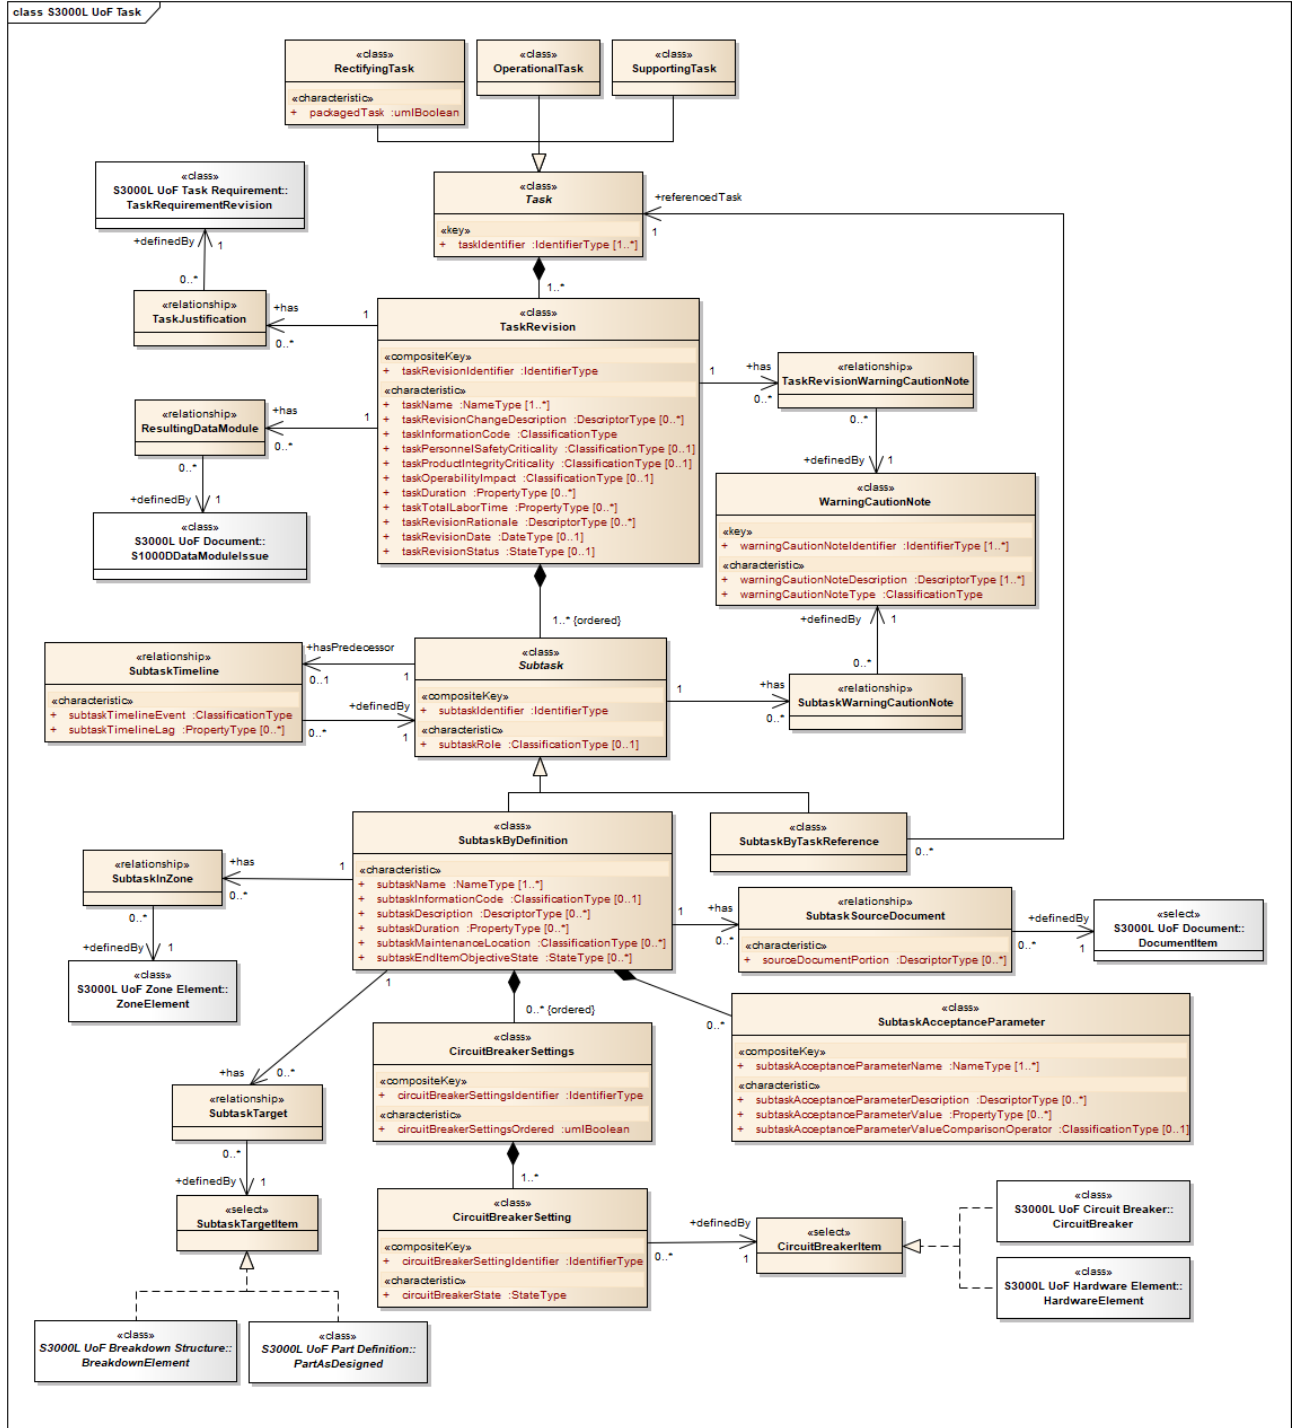 class S3000L UoF Task
«class»
RectifyingTask
«characteristic»
+ packagedTask :umlBoolean
«class»
OperationalTask
«class»
SupportingTask
«class»
S3000L UoF Task Requirement::
TaskRequirementRevision
«class»
Task
«key»
+ taskIdentifier :IdentifierType [1..*]
+referencedTask
1
+definedBy
1
0..*
1..*
«relationship»
TaskJustification
+has
1
0..*
«class»
TaskRevision
«compositeKey»
+ taskRevisionIdentifier :IdentifierType
«characteristic»
+ taskName :NameType [1..*]
+ taskRevisionChangeDescription :DescriptorType [0..*]
+ taskInformationCode :ClassificationType
+ taskPersonnelSafetyCriticality :ClassificationType [0..1]
+ taskProductIntegrityCriticality :ClassificationType [0..1]
+ taskOperabilityImpact :ClassificationType [0..1]
+ taskDuration :PropertyType [0..*]
+ taskTotalLaborTime :PropertyType [0..*]
+ taskRevisionRationale :DescriptorType [0..*]
+ taskRevisionDate :DateType [0..1]
+ taskRevisionStatus :StateType [0..1]
1
+has
0..*
«relationship»
TaskRevisionWarningCautionNote
«relationship»
ResultingDataModule
+has
1
0..*
0..*
+definedBy
1
«class»
S3000L UoF Document::
S1000DDataModuleIssue
0..*
+definedBy
1
«class»
WarningCautionNote
«key»
+ warningCautionNoteIdentifier :IdentifierType [1..*]
«characteristic»
+ warningCautionNoteDescription :DescriptorType [1..*]
+ warningCautionNoteType :ClassificationType
+definedBy
1
0..*
1..* {ordered}
«relationship»
SubtaskTimeline
«characteristic»
+ subtaskTimelineEvent :ClassificationType
+ subtaskTimelineLag :PropertyType [0..*]
+hasPredecessor
0..1
1
+definedBy
0..*
1
«class»
Subtask
«compositeKey»
+ subtaskIdentifier :IdentifierType
«characteristic»
+ subtaskRole :ClassificationType [0..1]
1
+has
0..*
«relationship»
SubtaskWarningCautionNote
«class»
SubtaskByDefinition
«characteristic»
+ subtaskName :NameType [1..*]
+ subtaskInformationCode :ClassificationType [0..1]
+ subtaskDescription :DescriptorType [0..*]
+ subtaskDuration :PropertyType [0..*]
+ subtaskMaintenanceLocation :ClassificationType [0..*]
+ subtaskEndItemObjectiveState :StateType [0..*]
«class»
SubtaskByTaskReference
0..*
«relationship»
SubtaskInZone
+has
1
0..*
0..*
+definedBy
1
«class»
S3000L UoF Zone Element::
ZoneElement
1
+has
0..*
«relationship»
SubtaskSourceDocument
«characteristic»
+ sourceDocumentPortion :DescriptorType [0..*]
+definedBy
0..*
1
«select»
S3000L UoF Document::
DocumentItem
1
0..* {ordered}
0..*
«class»
SubtaskAcceptanceParameter
«compositeKey»
+ subtaskAcceptanceParameterName :NameType [1..*]
«characteristic»
+ subtaskAcceptanceParameterDescription :DescriptorType [0..*]
+ subtaskAcceptanceParameterValue :PropertyType [0..*]
+ subtaskAcceptanceParameterValueComparisonOperator :ClassificationType [0..1]
«class»
CircuitBreakerSettings
«compositeKey»
+ circuitBreakerSettingsIdentifier :IdentifierType
«characteristic»
+ circuitBreakerSettingsOrdered :umlBoolean
+has
0..*
«relationship»
SubtaskTarget
0..*
+definedBy
1
«select»
SubtaskTargetItem
1..*
«class»
CircuitBreakerSetting
«compositeKey»
+ circuitBreakerSettingIdentifier :IdentifierType
«characteristic»
+ circuitBreakerState :StateType
+definedBy
0..*
1
«select»
CircuitBreakerItem
«class»
S3000L UoF Circuit Breaker::
CircuitBreaker
«class»
S3000L UoF Hardware Element::
HardwareElement
«class»
S3000L UoF Breakdown Structure::
BreakdownElement
«class»
S3000L UoF Part Definition::
PartAsDesigned